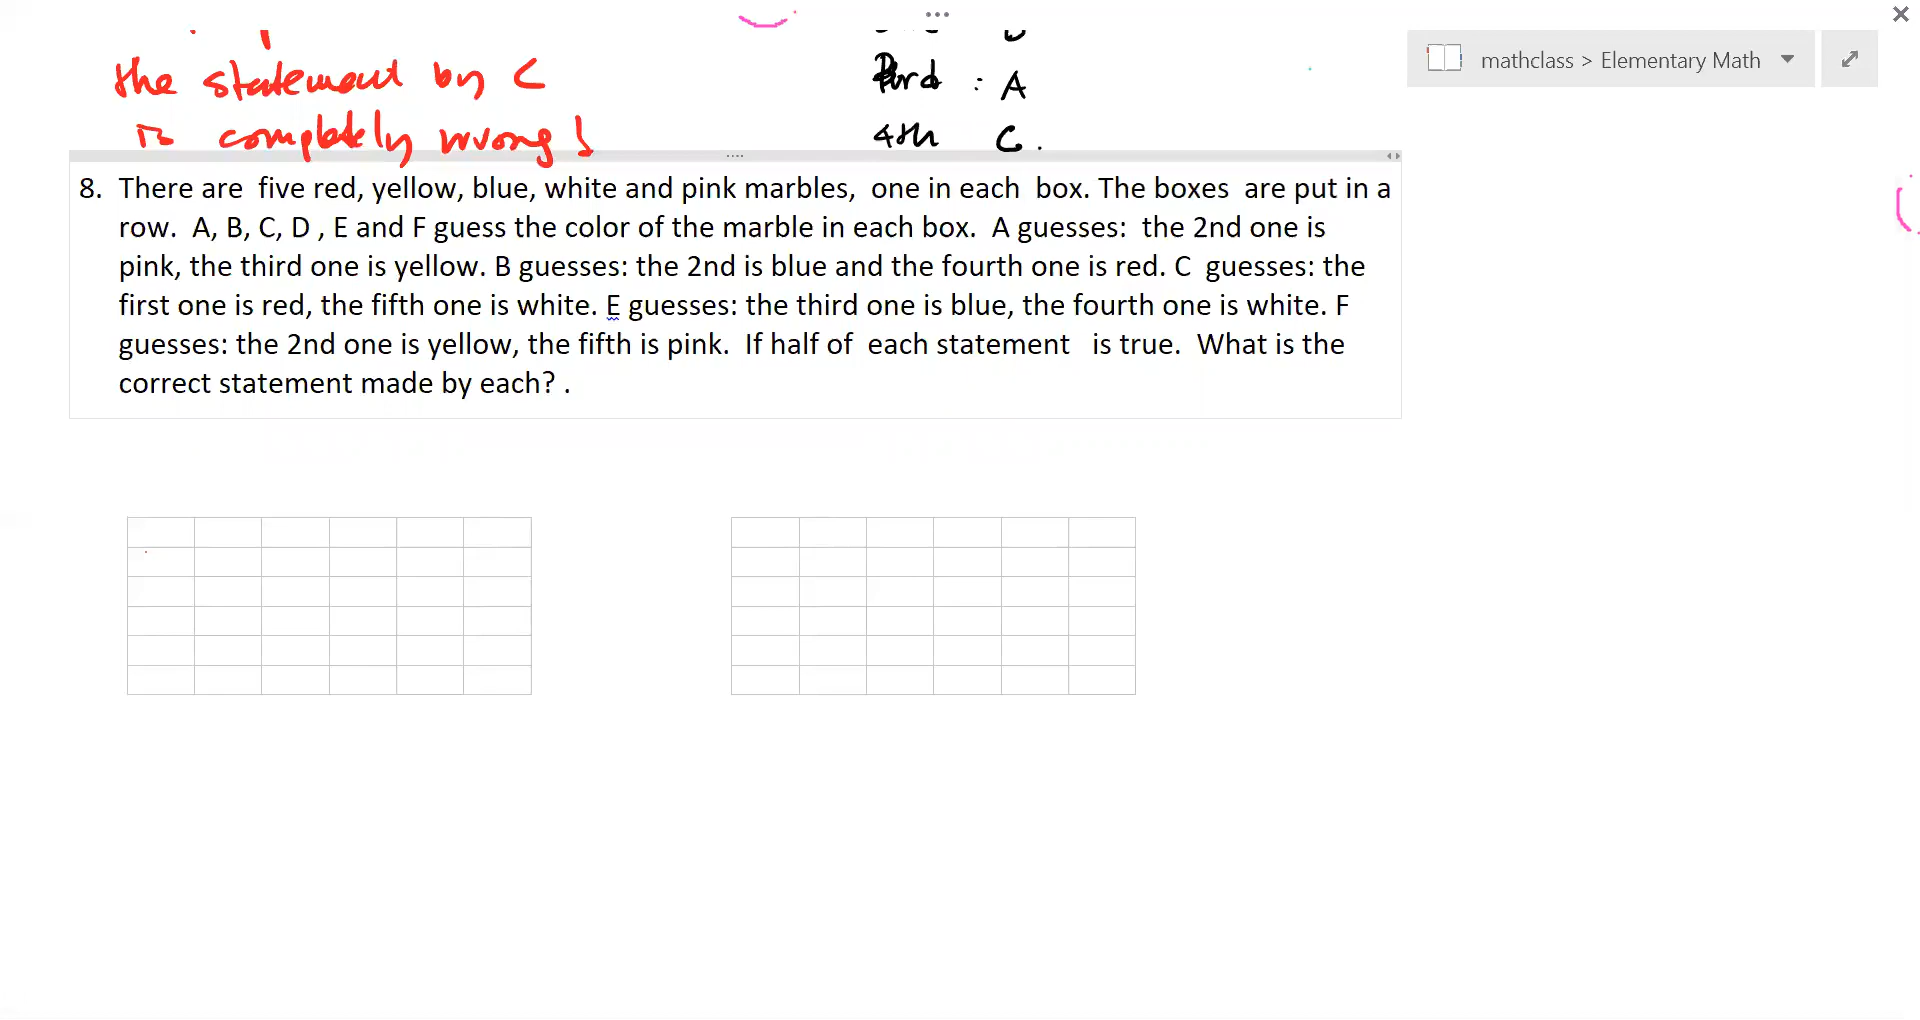 the statement by C
is completely wrong!
: A
4th C.
mathclass > Elementary Math
8. There are five red, yellow, blue, white and pink marbles, one in each box. The boxes are put in a
row. A, B, C, D , E and F guess the color of the marble in each box. A guesses: the 2nd one is
pink, the third one is yellow. B guesses: the 2nd is blue and the fourth one is red. C guesses: the
first one is red, the fifth one is white. E guesses: the third one is blue, the fourth one is white. F
guesses: the 2nd one is yellow, the fifth is pink. If half of each statement is true. What is the
correct statement made by each? .